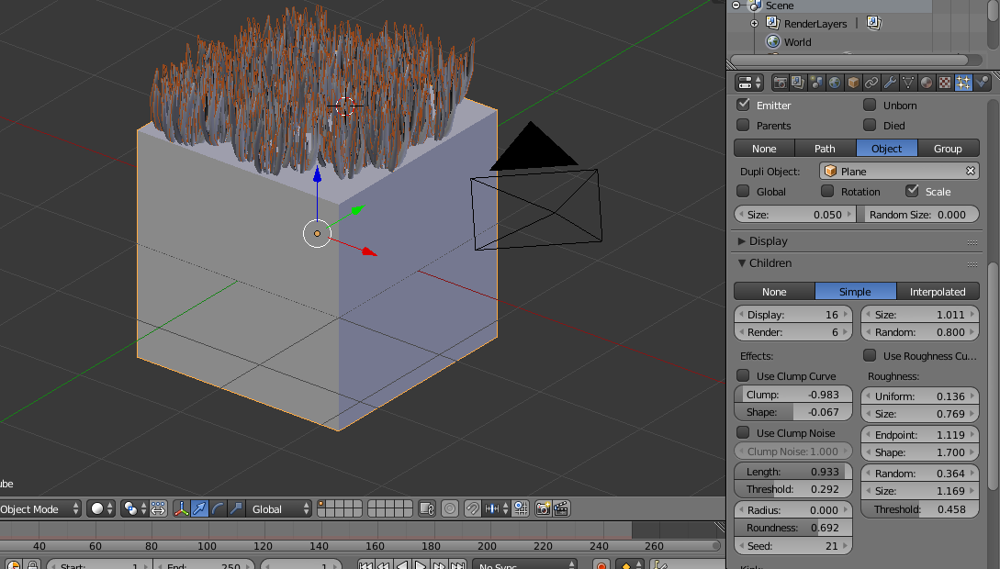 Scene
RenderLayers
World
Emitter
Unborn
Parents
Died
None Path Object Group
Dupli Object: Plane
Global Rotation Scale
Size: 0.050 Random Size: 0.000
Display
Children
None Simple Interpolated
Display: 16 Size: 1.011
Render: 6 Random: 0.800
Effects: Use Roughness Cu...
Use Clump Curve Roughness:
Clump: -0.983 Uniform: 0.136
Shape: -0.067 Size: 0.769
Use Clump Noise Endpoint: 1.119
Clump Noise: 1.000 Shape: 1.700
Length: 0.933 Random: 0.364
Threshold: 0.292 Size: 1.169
Radius: 0.000 Threshold: 0.458
Roundness: 0.692
Seed: 21
ube
Object Mode Global
40 60 80 100 120 140 160 180 200 220 240 260
Start: 1 End: 250 1 No Sync